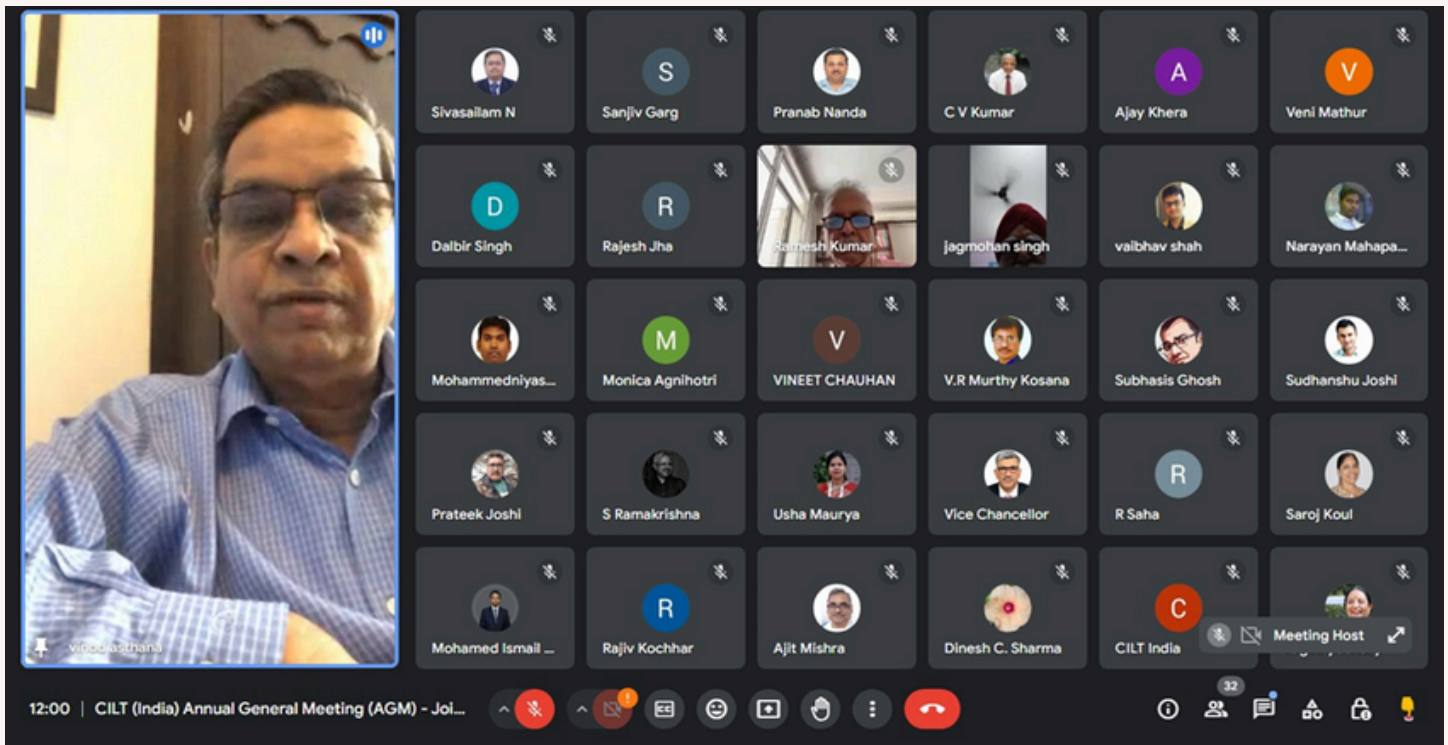 Sivasailam N
S
Sanjiv Garg
Pranab Nanda
C V Kumar
A
Ajay Khera
V
Veni Mathur
D
Dalbir Singh
R
Rajesh Jha
Ramesh Kumar
jagmohan singh
vaibhav shah
Narayan Mahapa...
Mohammedniyas...
M
Monica Agnihotri
V
VINEET CHAUHAN
V.R Murthy Kosana
Subhasis Ghosh
Sudhanshu Joshi
Prateek Joshi
S Ramakrishna
Usha Maurya
Vice Chancellor
R
R Saha
Saroj Koul
vinod asthana
Mohamed Ismail ...
R
Rajiv Kochhar
Ajit Mishra
Dinesh C. Sharma
C
CILT India
Meeting Host
12:00 | CILT (India) Annual General Meeting (AGM) - Joi...
32